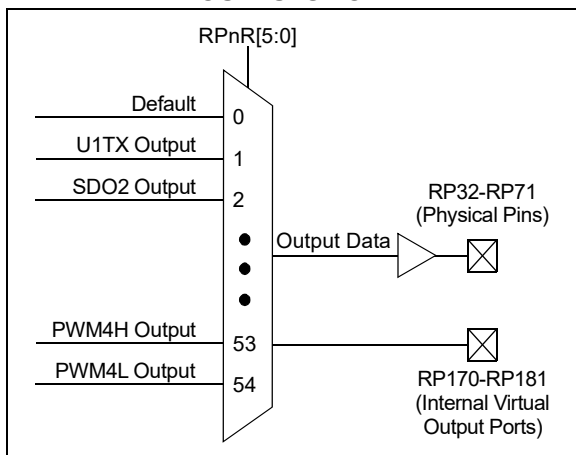 RPnR[5:0]
Default
0
U1TX Output
1
SDO2 Output
2
RP32-RP71
(Physical Pins)
Output Data
PWM4H Output
53
PWM4L Output
54
RP170-RP181
(Internal Virtual
Output Ports)